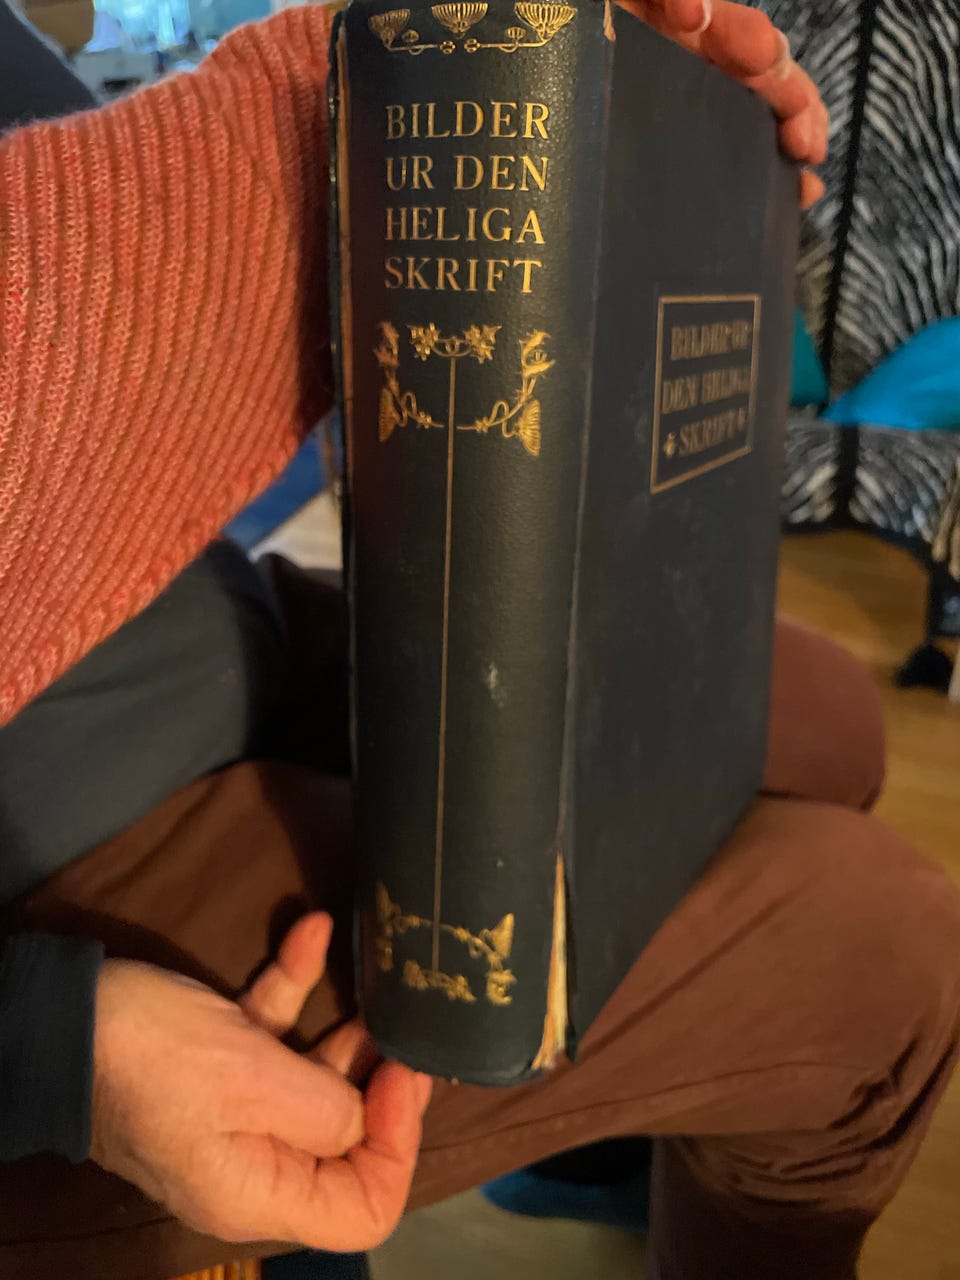 BILDER
UR DEN
HELIGA
SKRIFT
BILDER UR
DEN HELIGA
SKRIFT